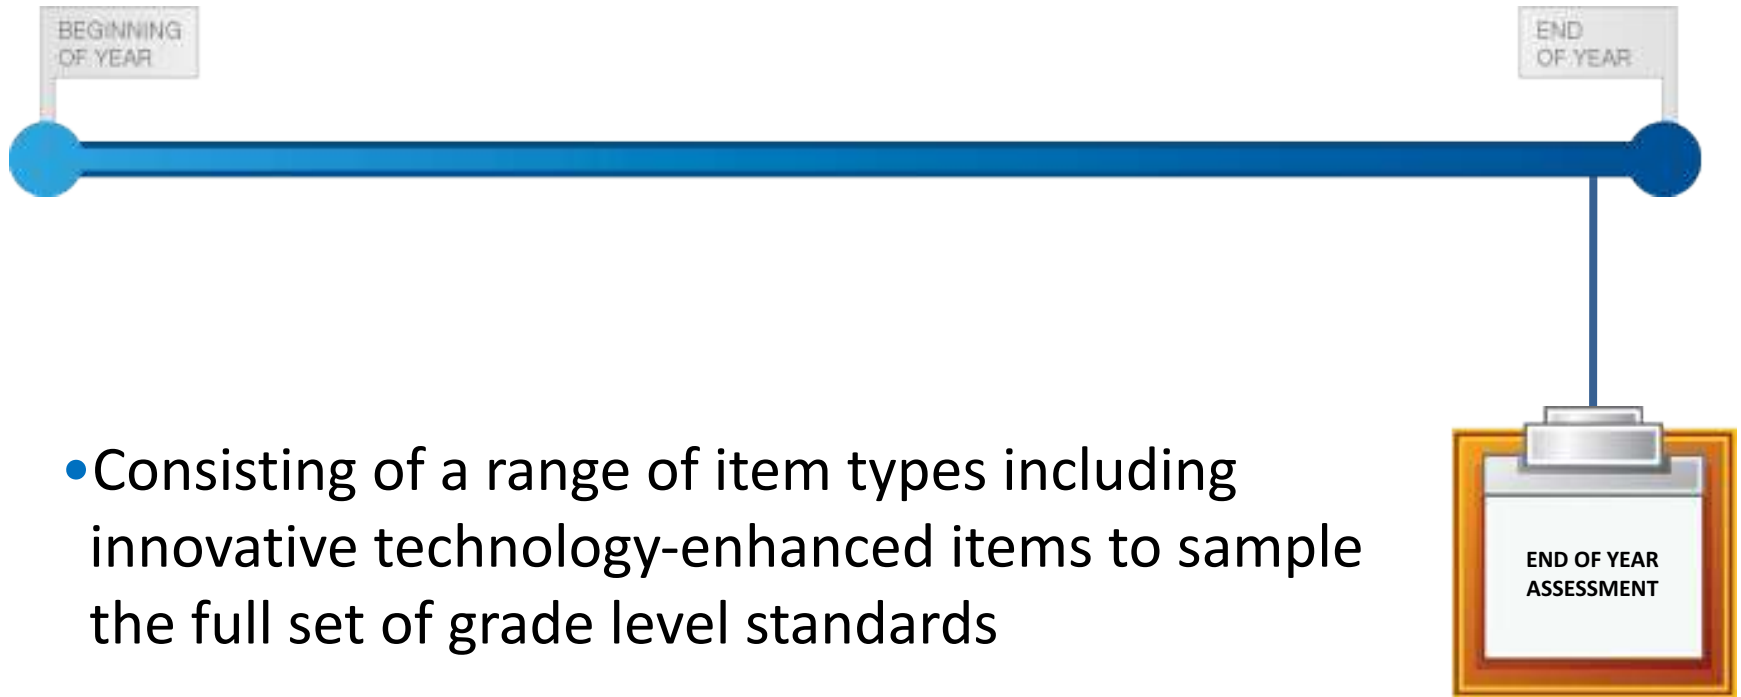 BEGINNING
OF YEAR
END
OF YEAR
•Consisting of a range of item types including
innovative technology-enhanced items to sample
the full set of grade level standards
END OF YEAR
ASSESSMENT